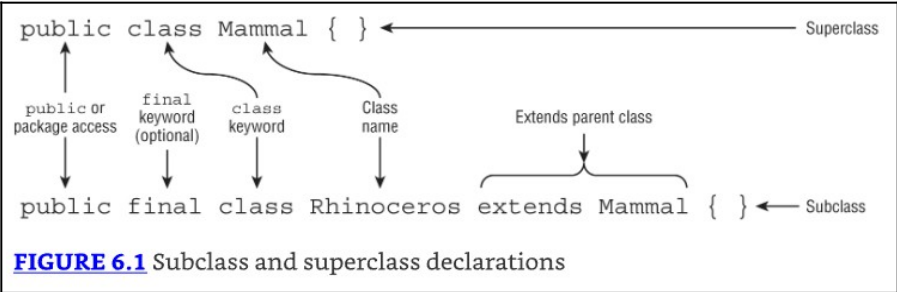 public class Mammal { } Superclass
public or package access
final keyword (optional)
class keyword
Class name
Extends parent class
public final class Rhinoceros extends Mammal { } Subclass
FIGURE 6.1 Subclass and superclass declarations